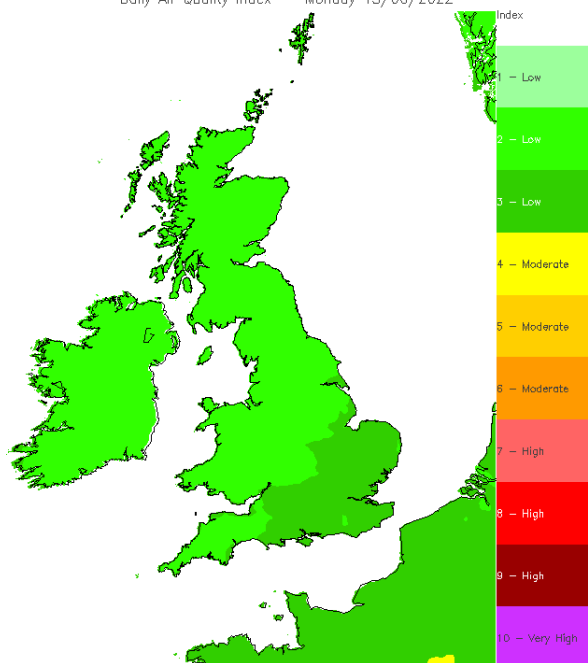 Daily Air Quality Index Monday 13/06/2022
Index
1 - Low
2 - Low
3 - Low
4 - Moderate
5 - Moderate
6 - Moderate
7 - High
8 - High
9 - High
10 - Very High